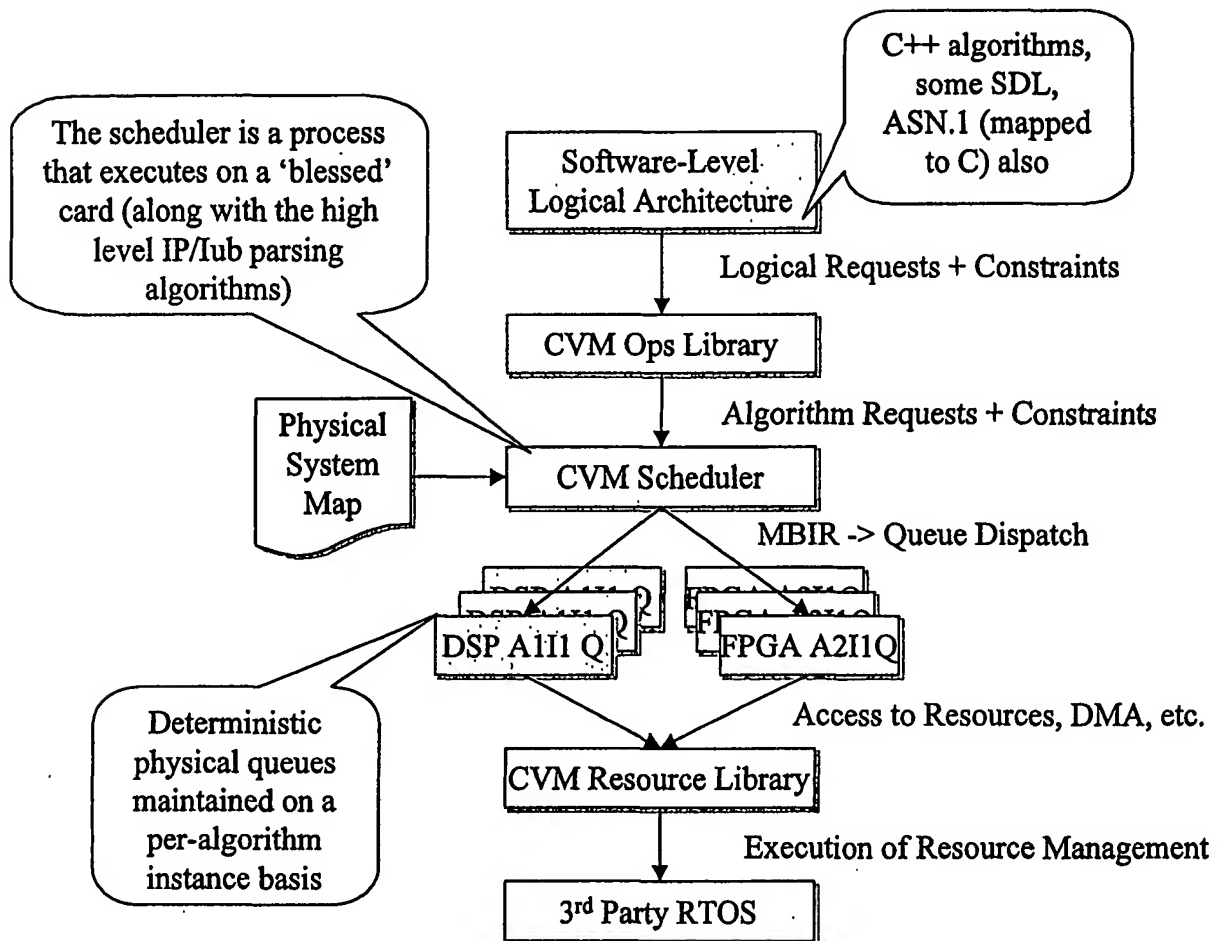 C++ algorithms,
some SDL,
ASN.1 (mapped
to C) also
The scheduler is a process
that executes on a ‘blessed’
card (along with the high
level IP/Iub parsing
algorithms)
Software-Level
Logical Architecture
Logical Requests + Constraints
CVM Ops Library
Algorithm Requests + Constraints
Physical
System
Map
CVM Scheduler
MBIR -> Queue Dispatch
DSP A1I1 Q
FPGA A2I1Q
Access to Resources, DMA, etc.
Deterministic
physical queues
maintained on a
per-algorithm
instance basis
CVM Resource Library
Execution of Resource Management
3rd Party RTOS